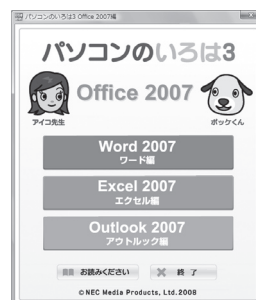 パソコンのいろは3 Office 2007編
パソコンのいろは3
Office 2007
アイコ先生
ポックくん
Word 2007
ワード編
Excel 2007
エクセル編
Outlook 2007
アウトルック編
お読みください
終 了
© NEC Media Products, Ltd.2008